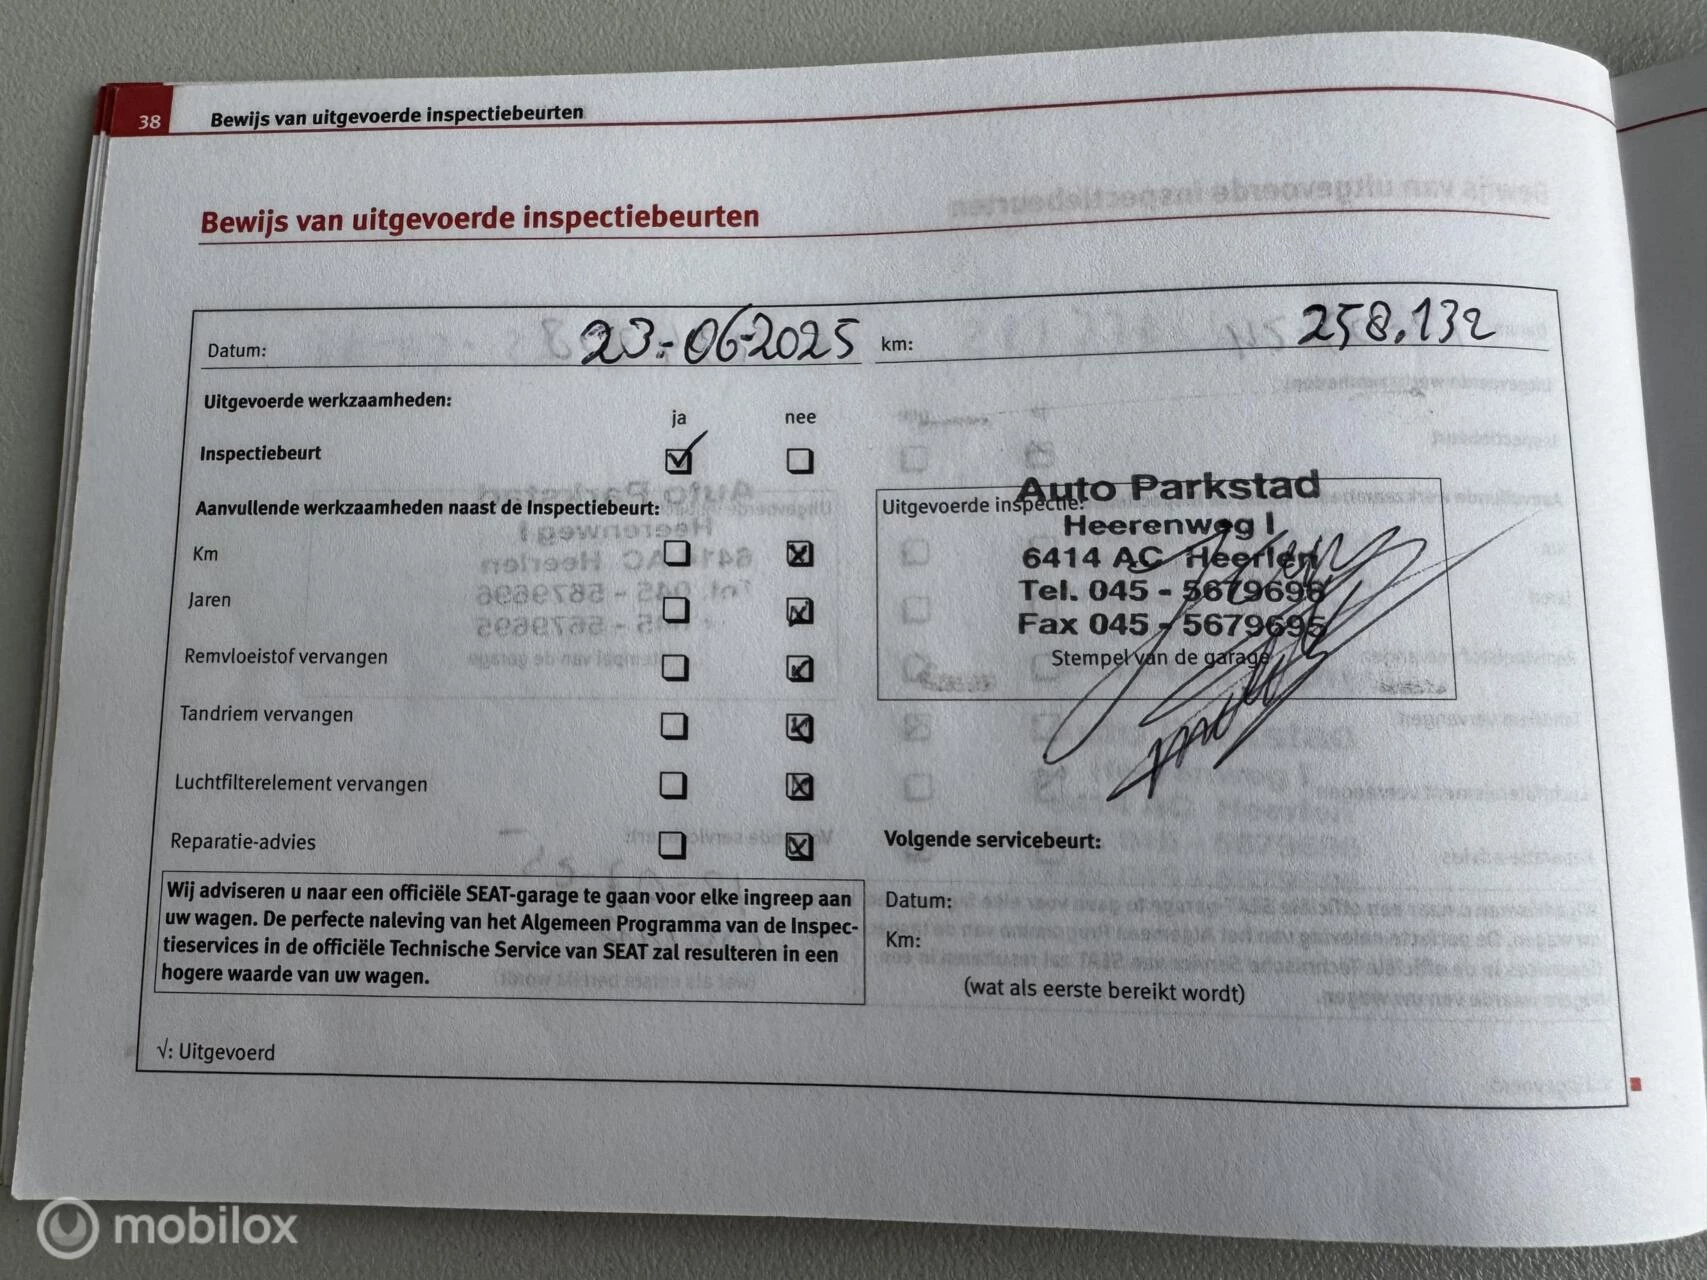 38
Bewijs van uitgevoerde inspectiebeurten
Bewijs van uitgevoerde inspectiebeurten
Datum: 23-06-2025 km: 258.132
Uitgevoerde werkzaamheden:
ja nee
Inspectiebeurt
Aanvullende werkzaamheden naast de Inspectiebeurt:
Km
Jaren
Remvloeistof vervangen
Tandriem vervangen
Luchtfilterelement vervangen
Reparatie-advies
Wij adviseren u naar een officiële SEAT-garage te gaan voor elke ingreep aan
uw wagen. De perfecte naleving van het Algemeen Programma van de Inspec-
tieservices in de officiële Technische Service van SEAT zal resulteren in een
hogere waarde van uw wagen.
√: Uitgevoerd
Uitgevoerde inspectie:
Auto Parkstad
Heerenweg 1
6414 AC Heerlen
Tel. 045 - 5679696
Fax 045 - 5679695
Stempel van de garage
Volgende servicebeurt:
Datum:
Km:
(wat als eerste bereikt wordt)
mobilox